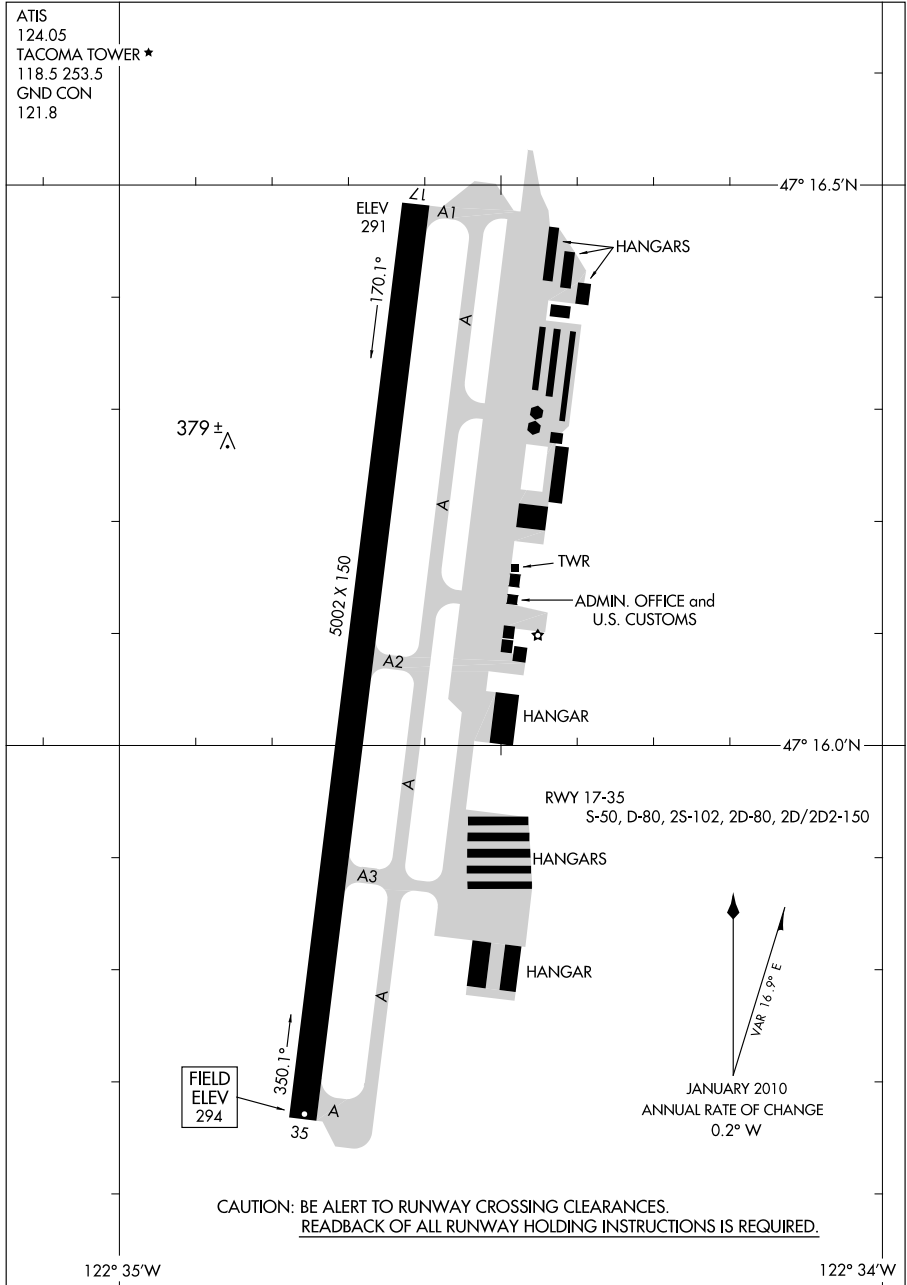 ATIS
124.05
TACOMA TOWER ★
118.5 253.5
GND CON
121.8
47° 16.5'N
17
ELEV
291
A1
HANGARS
170.1°
A
379 ±
A
TWR
5002 X 150
ADMIN. OFFICE and
U.S. CUSTOMS
A2
HANGAR
47° 16.0'N
A
RWY 17-35
S-50, D-80, 2S-102, 2D-80, 2D/2D2-150
HANGARS
A3
HANGAR
A
VAR 16.9° E
350.1°
FIELD
ELEV
294
A
35
JANUARY 2010
ANNUAL RATE OF CHANGE
0.2° W
CAUTION: BE ALERT TO RUNWAY CROSSING CLEARANCES.
READBACK OF ALL RUNWAY HOLDING INSTRUCTIONS IS REQUIRED.
122° 35'W
122° 34'W